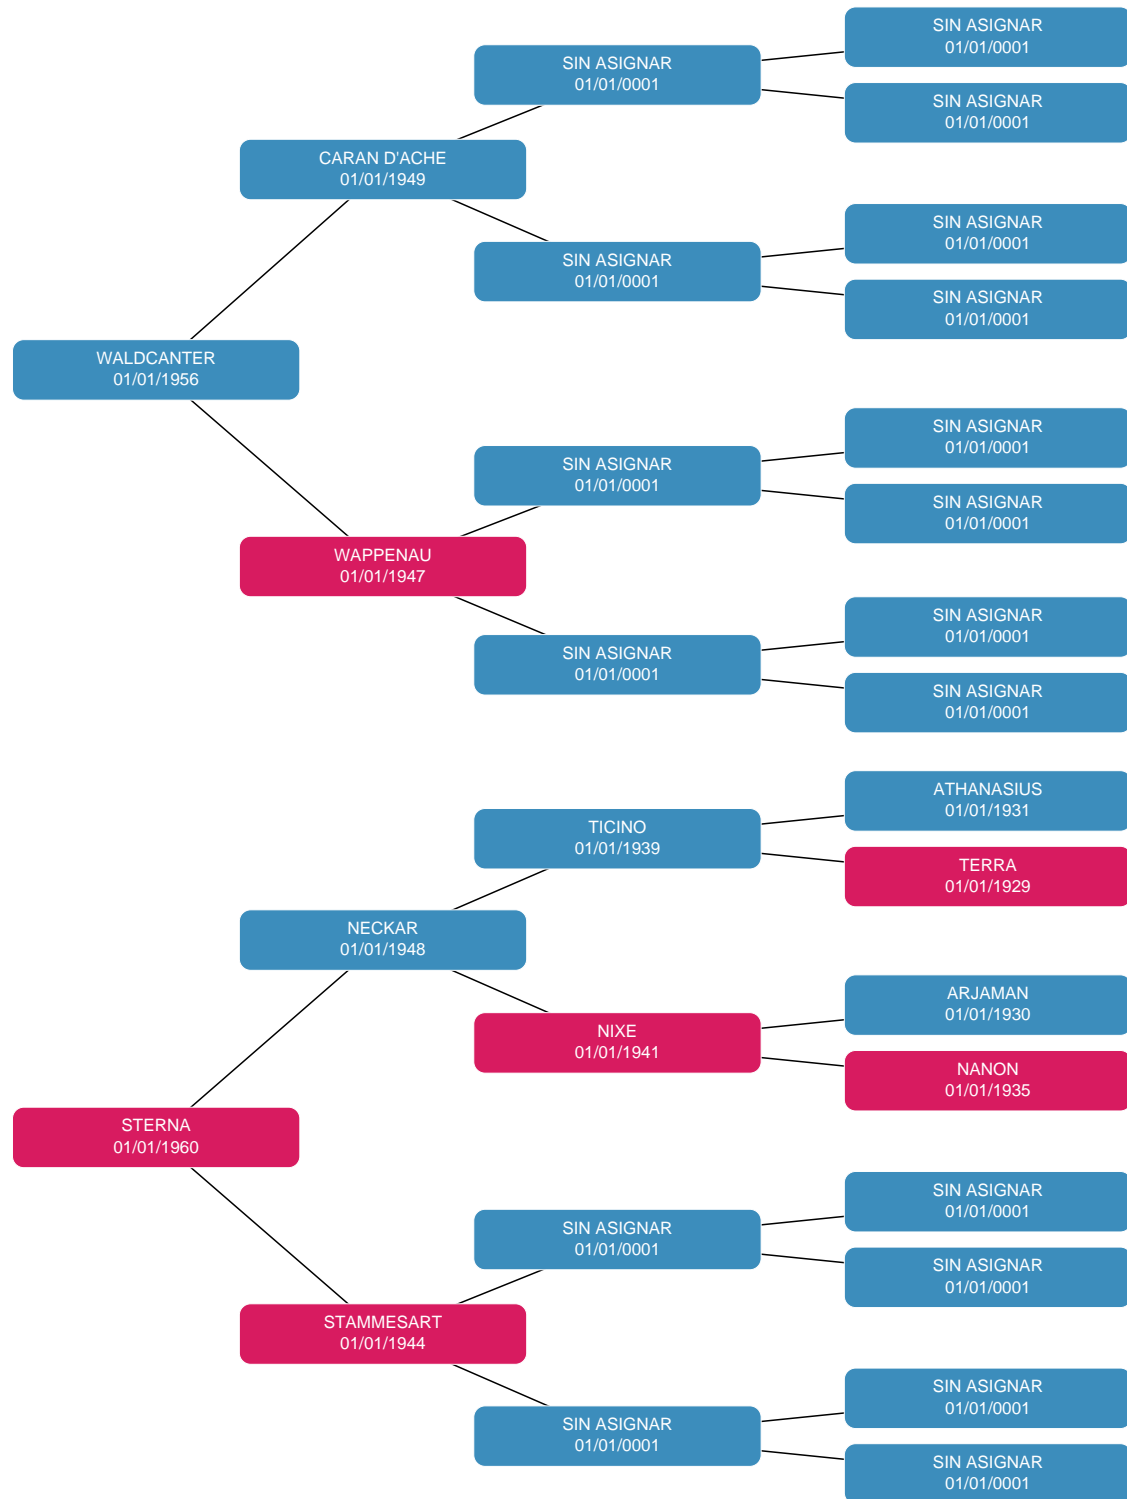 SIN ASIGNAR
01/01/0001
SIN ASIGNAR
01/01/0001
SIN ASIGNAR
01/01/0001
CARAN D'ACHE
01/01/1949
SIN ASIGNAR
01/01/0001
SIN ASIGNAR
01/01/0001
SIN ASIGNAR
01/01/0001
WALDCANTER
01/01/1956
SIN ASIGNAR
01/01/0001
SIN ASIGNAR
01/01/0001
SIN ASIGNAR
01/01/0001
WAPPENAU
01/01/1947
SIN ASIGNAR
01/01/0001
SIN ASIGNAR
01/01/0001
SIN ASIGNAR
01/01/0001
ATHANASIUS
01/01/1931
TICINO
01/01/1939
TERRA
01/01/1929
NECKAR
01/01/1948
ARJAMAN
01/01/1930
NIXE
01/01/1941
NANON
01/01/1935
STERNA
01/01/1960
SIN ASIGNAR
01/01/0001
SIN ASIGNAR
01/01/0001
SIN ASIGNAR
01/01/0001
STAMMESART
01/01/1944
SIN ASIGNAR
01/01/0001
SIN ASIGNAR
01/01/0001
SIN ASIGNAR
01/01/0001